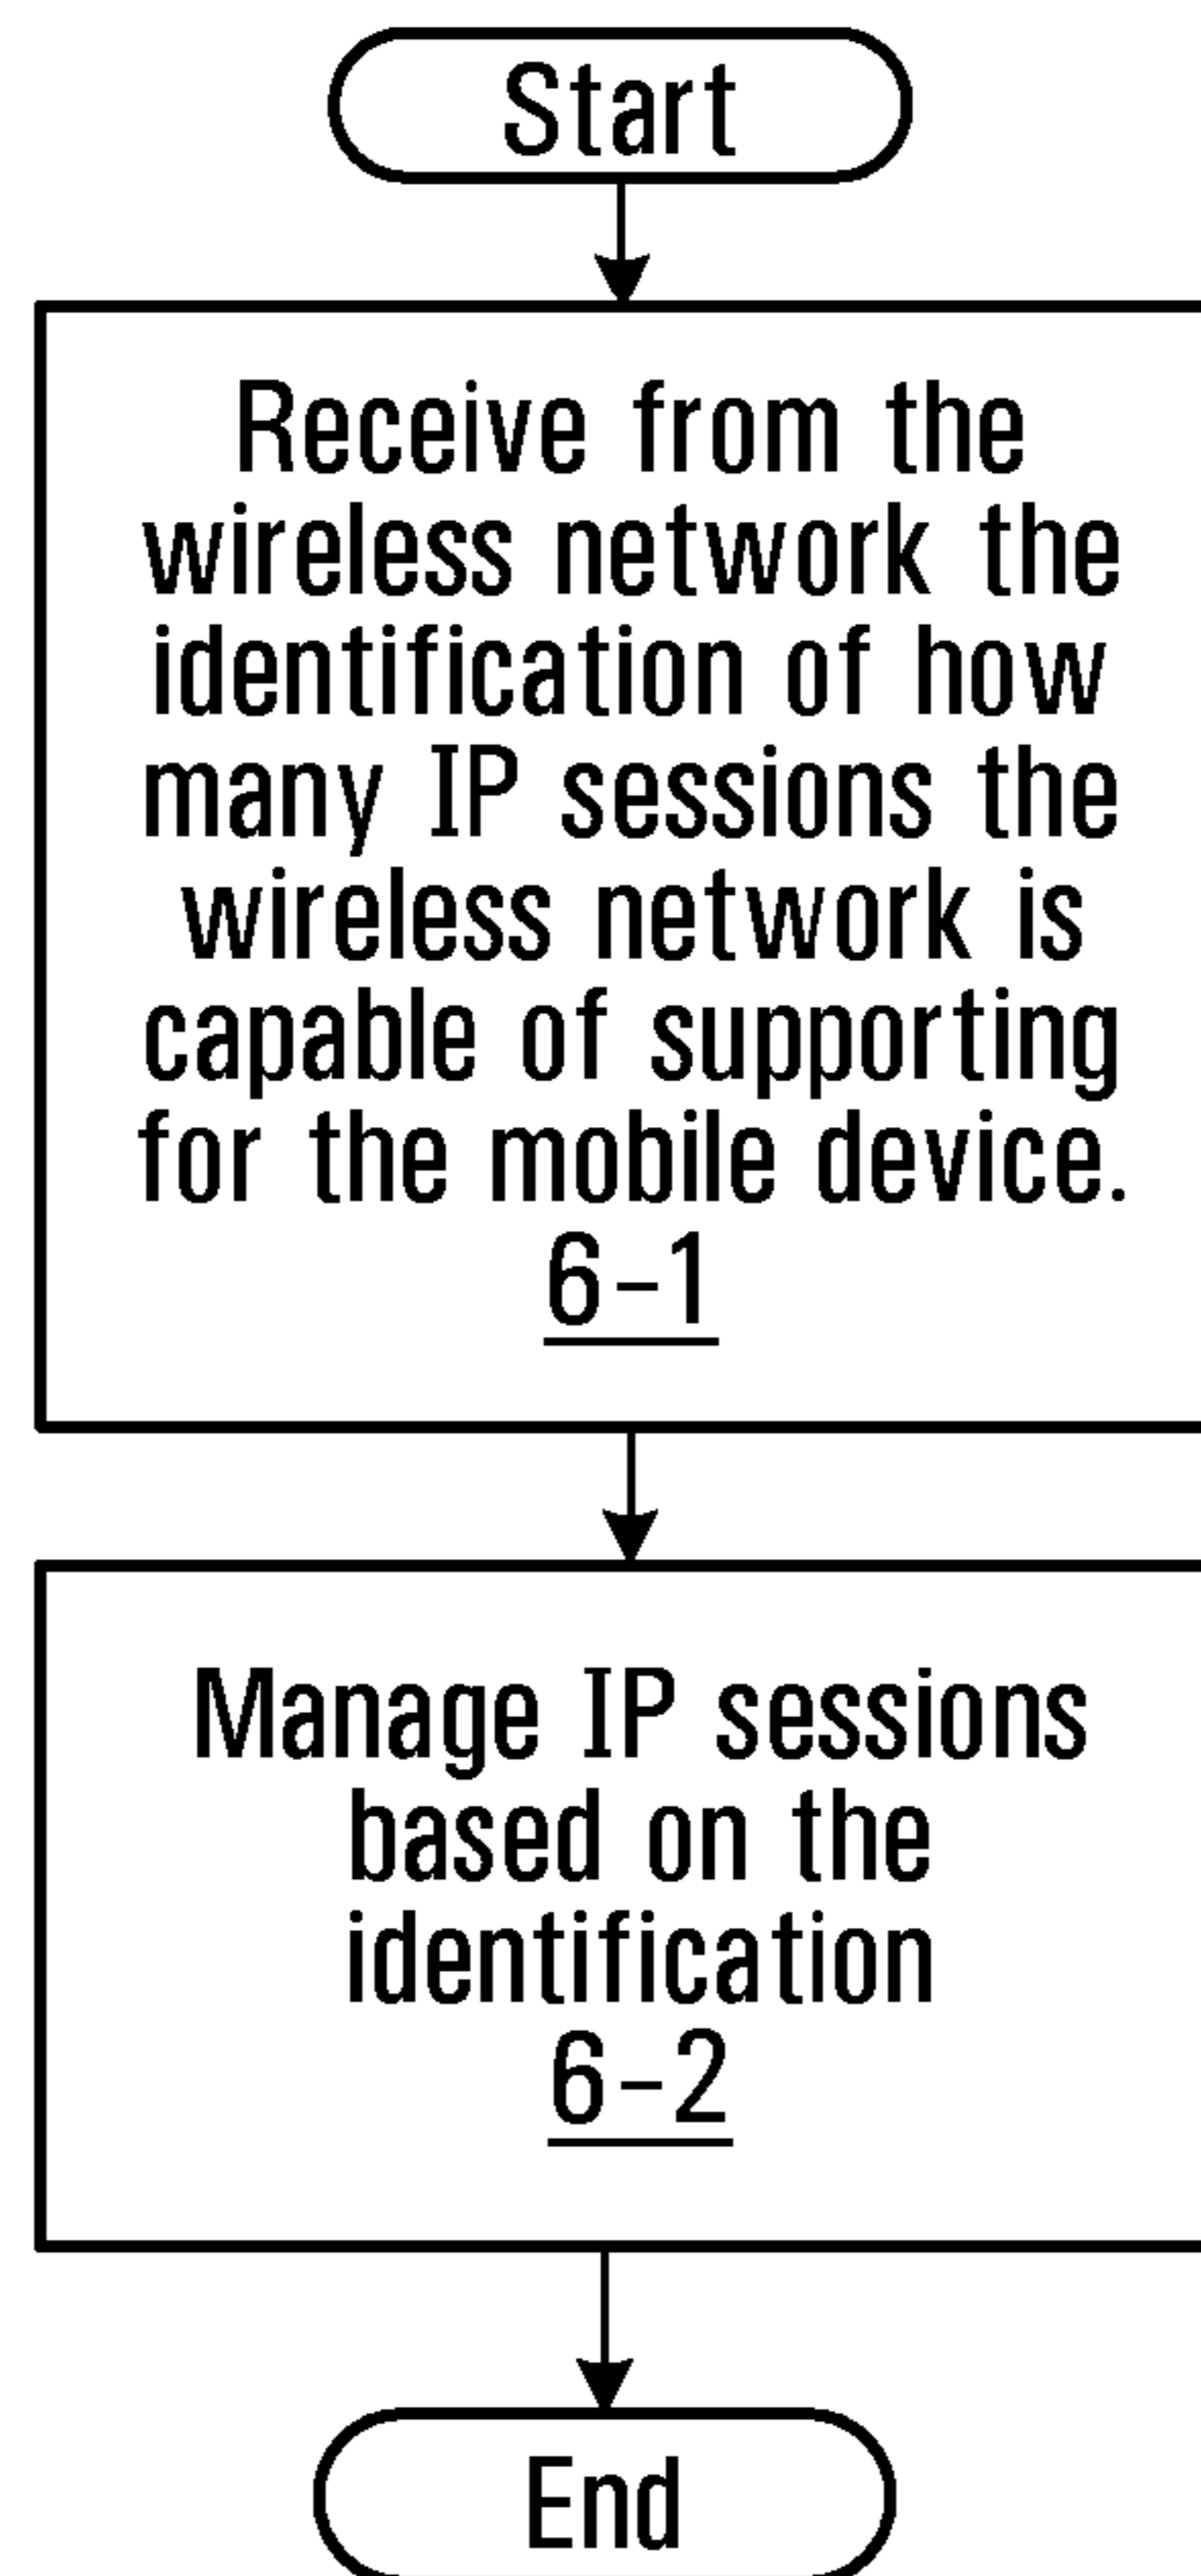 Start
Receive from the
wireless network the
identification of how
many IP sessions the
wireless network is
capable of supporting
for the mobile device.
6-1
Manage IP sessions
based on the
identification
6-2
End